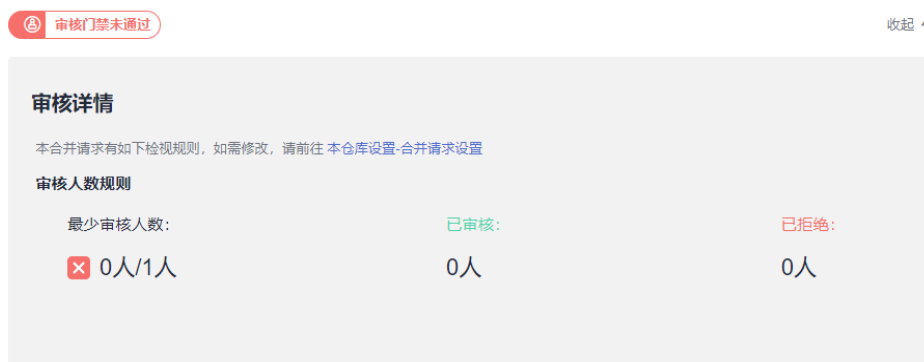 审核门禁未通过
收起
审核详情
本合并请求有如下检视规则，如需修改，请前往 本仓库设置-合并请求设置
审核人数规则
最少审核人数：
已审核：
已拒绝：
0人/1人
0人
0人